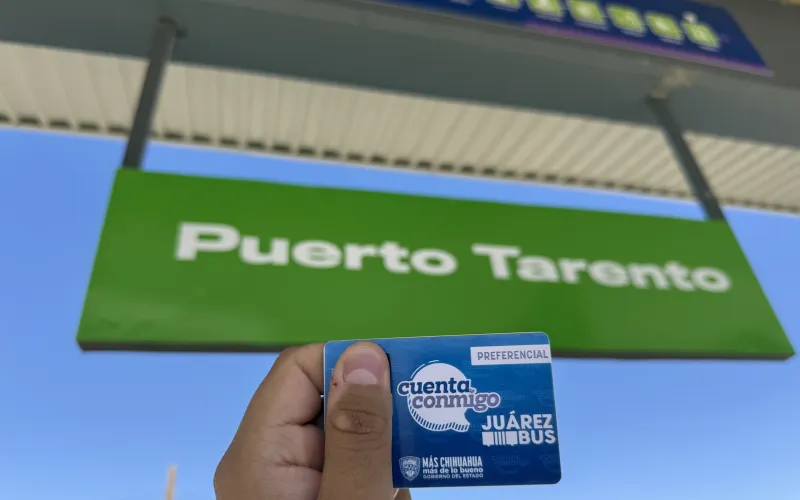 Puerto Tarento
PREFERENCIAL
cuenta
conmigo
JUÁREZ
BUS
MÁS CHIHUAHUA
más de lo bueno
GOBIERNO DEL ESTADO